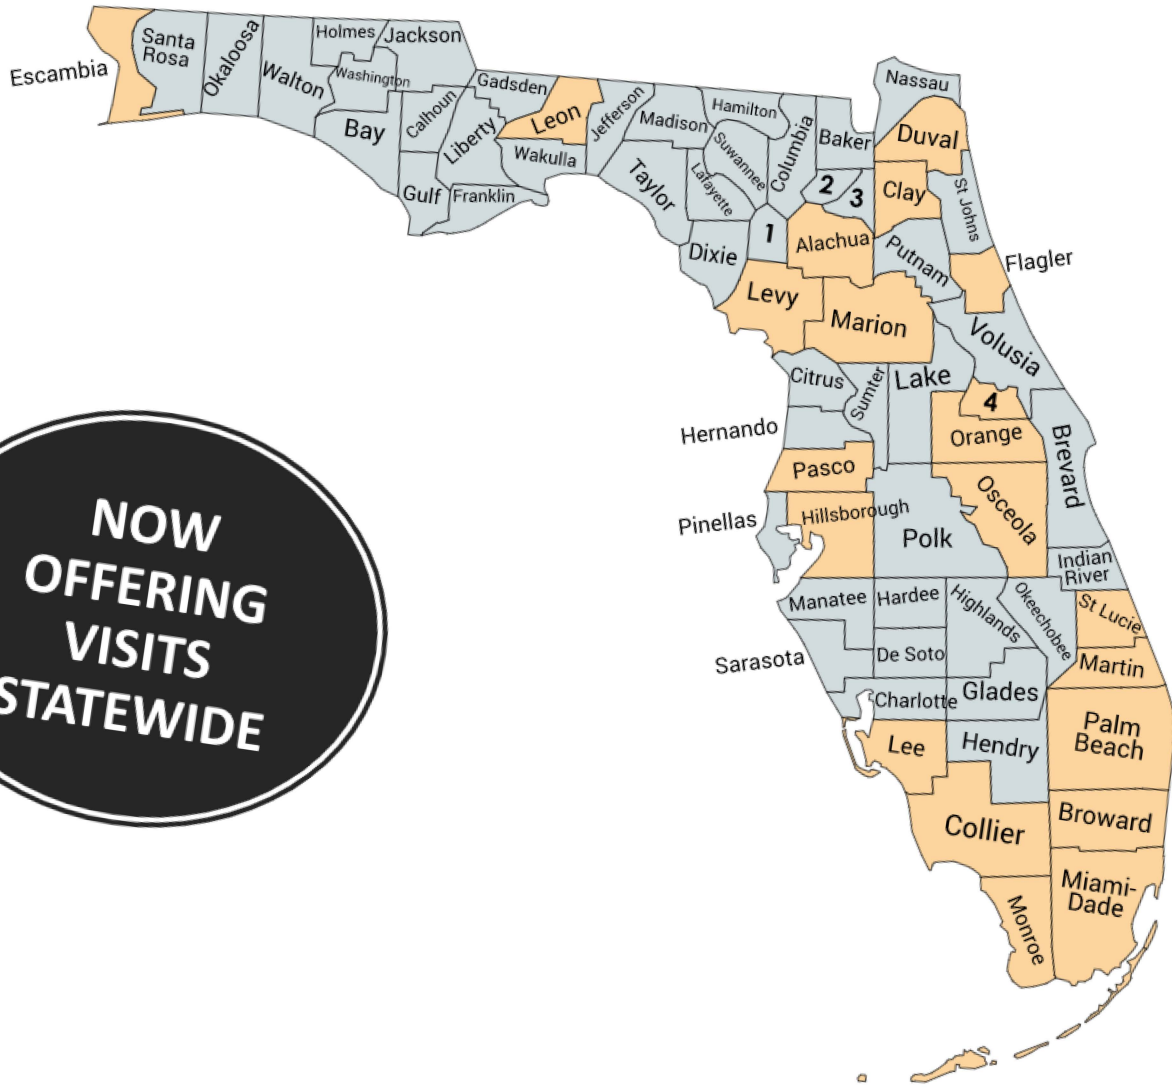 Escambia
Santa
Rosa
Okaloosa
Walton
Holmes
Jackson
Washington
Bay
Calhoun
Gulf
Liberty
Franklin
Gadsden
Leon
Wakulla
Jefferson
Madison
Taylor
Hamilton
Suwannee
Lafayette
Dixie
Columbia
Baker
Nassau
Duval
1
2
3
Clay
St Johns
Alachua
Putnam
Flagler
Levy
Marion
Volusia
Citrus
Sumter
Lake
4
Orange
Brevard
Hernando
Pasco
Osceola
Pinellas
Hillsborough
Polk
Indian
River
Manatee
Hardee
Highlands
Okeechobee
St Lucie
Sarasota
De Soto
Martin
Charlotte
Glades
Lee
Hendry
Palm
Beach
Collier
Broward
Miami-
Dade
Monroe
NOW
OFFERING
VISITS
STATEWIDE